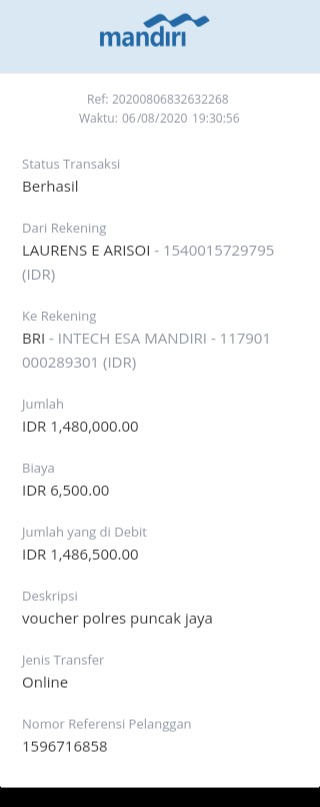 mandiri
Ref: 20200806832632268
Waktu: 06/08/2020 19:30:56
Status Transaksi
Berhasil
Dari Rekening
LAURENS E ARISOI - 1540015729795
(IDR)
Ke Rekening
BRI - INTECH ESA MANDIRI - 117901
000289301 (IDR)
Jumlah
IDR 1,480,000.00
Biaya
IDR 6,500.00
Jumlah yang di Debit
IDR 1,486,500.00
Deskripsi
voucher polres puncak jaya
Jenis Transfer
Online
Nomor Referensi Pelanggan
1596716858